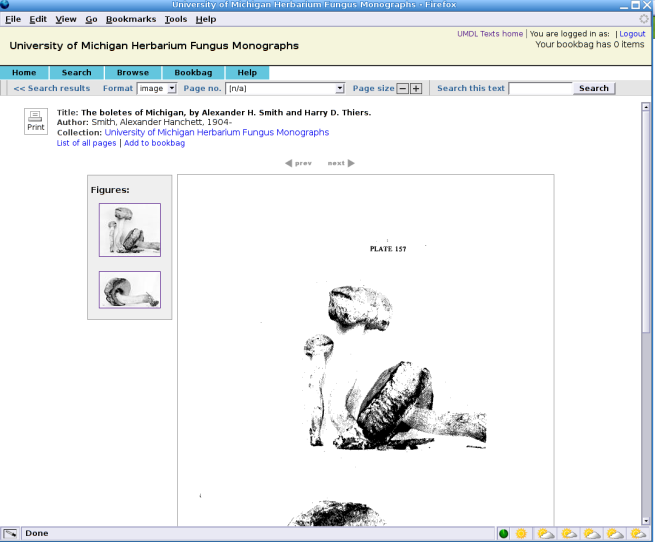 University of Michigan Herbarium Fungus Monographs - Firefox
File Edit View Go Bookmarks Tools Help
UMDL Texts home | You are logged in as: | Logout
University of Michigan Herbarium Fungus Monographs
Your bookbag has 0 items
Home Search Browse Bookbag Help
<< Search results Format image Page no. [n/a] Page size Search this text Search
Print
Title: The boletes of Michigan, by Alexander H. Smith and Harry D. Thiers.
Author: Smith, Alexander Hanchett, 1904-
Collection: University of Michigan Herbarium Fungus Monographs
List of all pages | Add to bookbag
prev next
Figures:
PLATE 157
Done